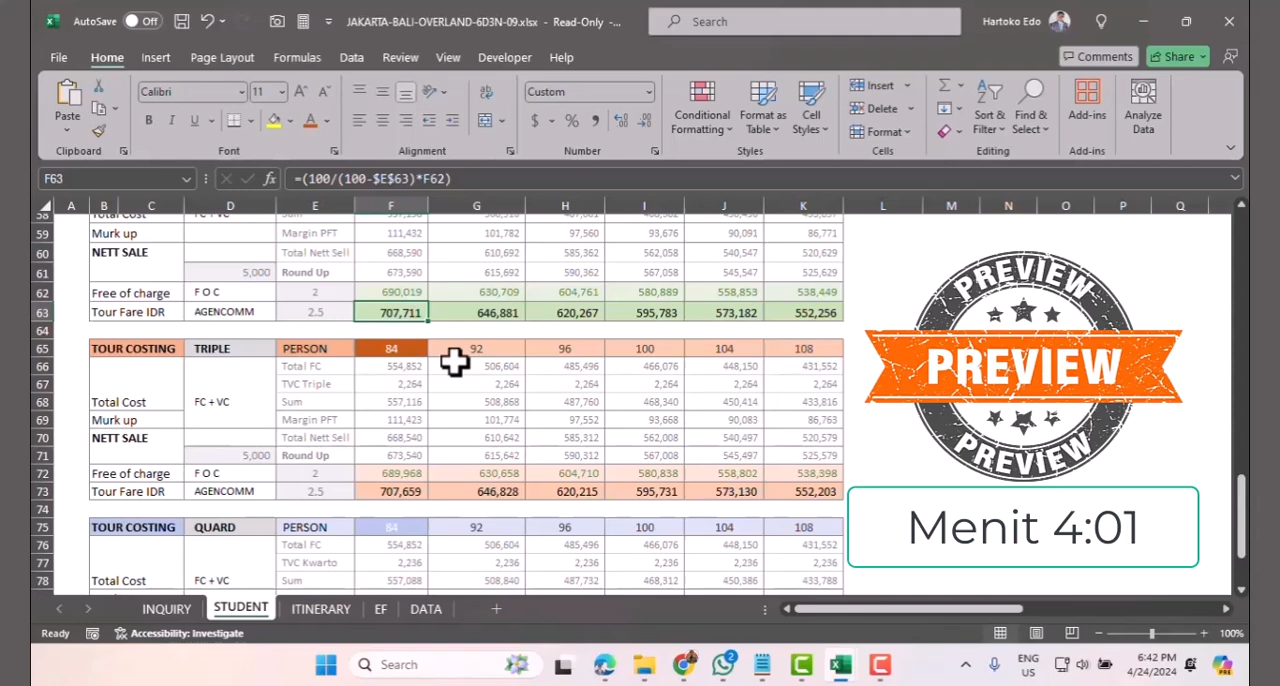 AutoSave Off JAKARTA-BALI-OVERLAND-6D3N-09.xlsx - Read-Only -... Search Hartoko Edo
File Home Insert Page Layout Formulas Data Review View Developer Help Comments Share
Paste Calibri 11 Custom Conditional Formatting Format as Table Cell Styles Insert Delete Format Sort & Filter Find & Select Add-ins Analyze Data
Clipboard Font Alignment Number Styles Cells Editing Add-ins
F63 =(100/(100-$E$63)*F62)
A B C D E F G H I J K L M N O P Q
59 Murk up Margin PFT 111,432 101,782 97,560 93,676 90,091 86,771
60 NETT SALE Total Nett Sell 668,590 610,692 585,362 562,058 540,547 520,629
61 5,000 Round Up 673,590 615,692 590,362 567,058 545,547 525,629
62 Free of charge F O C 2 690,019 630,709 604,761 580,889 558,853 538,449
63 Tour Fare IDR AGENCOMM 2.5 707,711 646,881 620,267 595,783 573,182 552,256
64
65 TOUR COSTING TRIPLE PERSON 84 92 96 100 104 108
66 Total FC 554,852 506,604 485,496 466,076 448,150 431,552
67 TVC Triple 2,264 2,264 2,264 2,264 2,264 2,264
68 Total Cost FC + VC Sum 557,116 508,868 487,760 468,340 450,414 433,816
69 Murk up Margin PFT 111,423 101,774 97,552 93,668 90,083 86,763
70 NETT SALE Total Nett Sell 668,540 610,642 585,312 562,008 540,497 520,579
71 5,000 Round Up 673,540 615,642 590,312 567,008 545,497 525,579
72 Free of charge F O C 2 689,968 630,658 604,710 580,838 558,802 538,398
73 Tour Fare IDR AGENCOMM 2.5 707,659 646,828 620,215 595,731 573,130 552,203
74
75 TOUR COSTING QUARD PERSON 84 92 96 100 104 108
76 Total FC 554,852 506,604 485,496 466,076 448,150 431,552
77 TVC Kwarto 2,236 2,236 2,236 2,236 2,236 2,236
78 Total Cost FC + VC Sum 557,088 508,840 487,732 468,312 450,386 433,788
PREVIEW
PREVIEW
PREVIEW
Menit 4:01
INQUIRY STUDENT ITINERARY EF DATA
Ready Accessibility: Investigate 100%
Search 2 ENG US 6:42 PM 4/24/2024 PRE